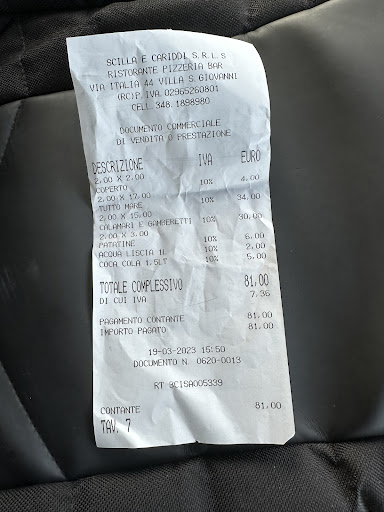 SCILLA E CARIDDI S.R.L.S
RISTORANTE PIZZERIA BAR
VIA ITALIA 44 VILLA S.GIOVANNI
(RC)P.IVA 02965260801
CELL.348.1898980
DOCUMENTO COMMERCIALE
DI VENDITA O PRESTAZIONE
DESCRIZIONE IVA EURO
2,00 X 2,00
COPERTO 10% 4,00
2,00 X 17,00
TUTTO MARE 10% 34,00
2,00 X 15,00
CALAMARI E GAMBERETTI 10% 30,00
2,00 X 3,00
PATATINE 10% 6,00
ACQUA LISCIA 1L 10% 2,00
COCA COLA 1,5LT 10% 5,00
TOTALE COMPLESSIVO 81,00
DI CUI IVA 7,36
PAGAMENTO CONTANTE 81,00
IMPORTO PAGATO 81,00
19-03-2023 15:50
DOCUMENTO N. 0620-0013
RT 3CISA005339
CONTANTE 81,00
TAV. 7